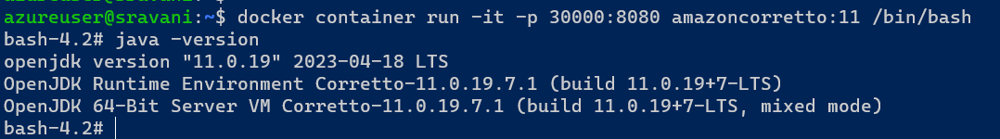 azureuser@sravani:~$ docker container run -it -p 30000:8080 amazoncorretto:11 /bin/bash
bash-4.2# java -version
openjdk version "11.0.19" 2023-04-18 LTS
OpenJDK Runtime Environment Corretto-11.0.19.7.1 (build 11.0.19+7-LTS)
OpenJDK 64-Bit Server VM Corretto-11.0.19.7.1 (build 11.0.19+7-LTS, mixed mode)
bash-4.2#